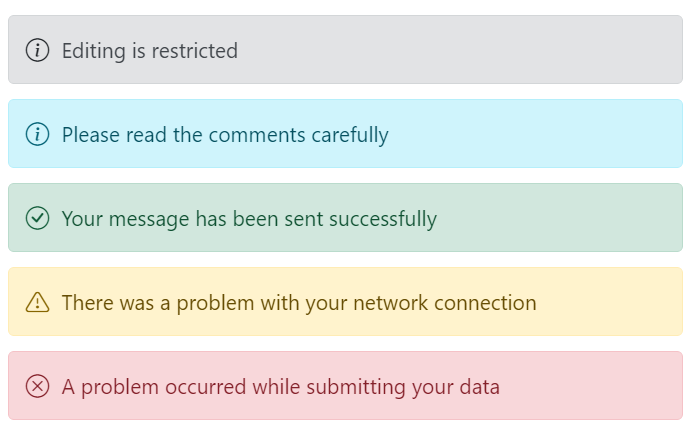 Editing is restricted
Please read the comments carefully
Your message has been sent successfully
There was a problem with your network connection
A problem occurred while submitting your data